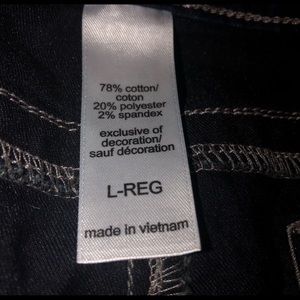 78% cotton/
coton
20% polyester
2% spandex
exclusive of
decoration/
sauf décoration
L-REG
made in vietnam